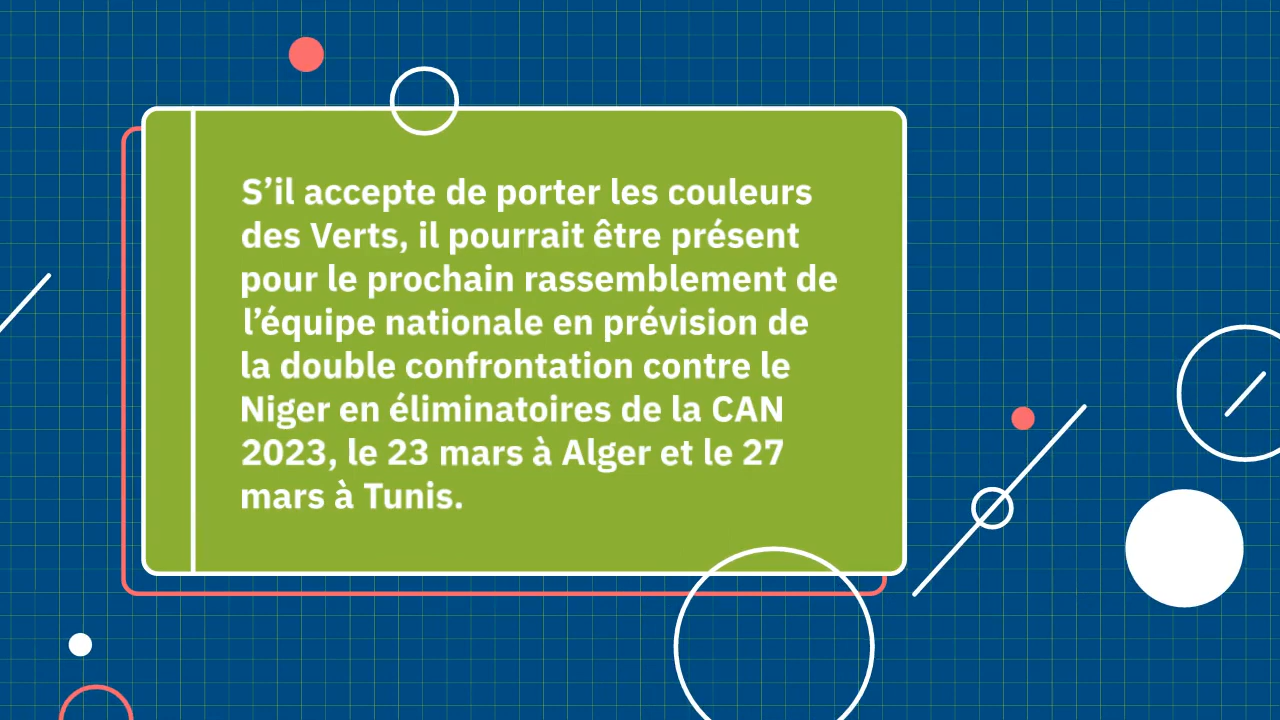 S’il accepte de porter les couleurs
des Verts, il pourrait être présent
pour le prochain rassemblement de
l’équipe nationale en prévision de
la double confrontation contre le
Niger en éliminatoires de la CAN
2023, le 23 mars à Alger et le 27
mars à Tunis.